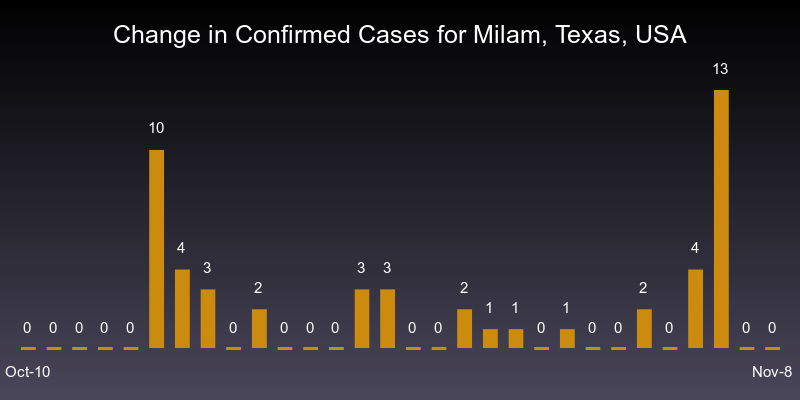 Change in Confirmed Cases for Milam, Texas, USA
0 0 0 0 0 10 4 3 0 2 0 0 0 3 3 0 0 2 1 1 0 1 0 0 2 0 4 13 0 0
Oct-10 Nov-8